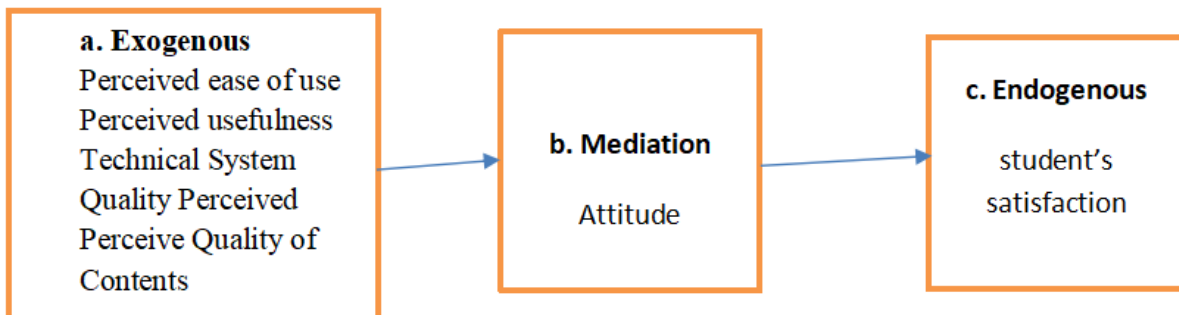 a. Exogenous
Perceived ease of use
Perceived usefulness
Technical System
Quality Perceived
Perceive Quality of
Contents
b. Mediation
Attitude
c. Endogenous
student's
satisfaction